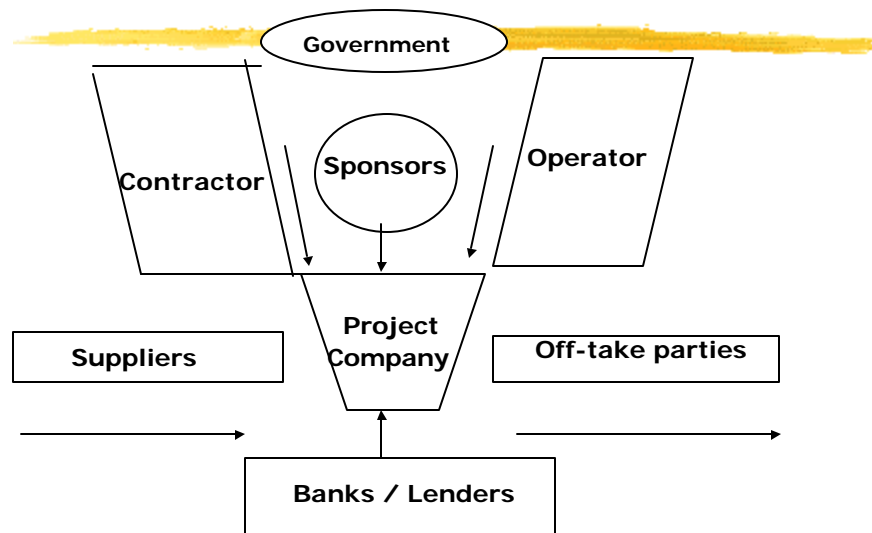 Government
Sponsors
Operator
Contractor
Project
Company
Suppliers
Off-take parties
Banks / Lenders